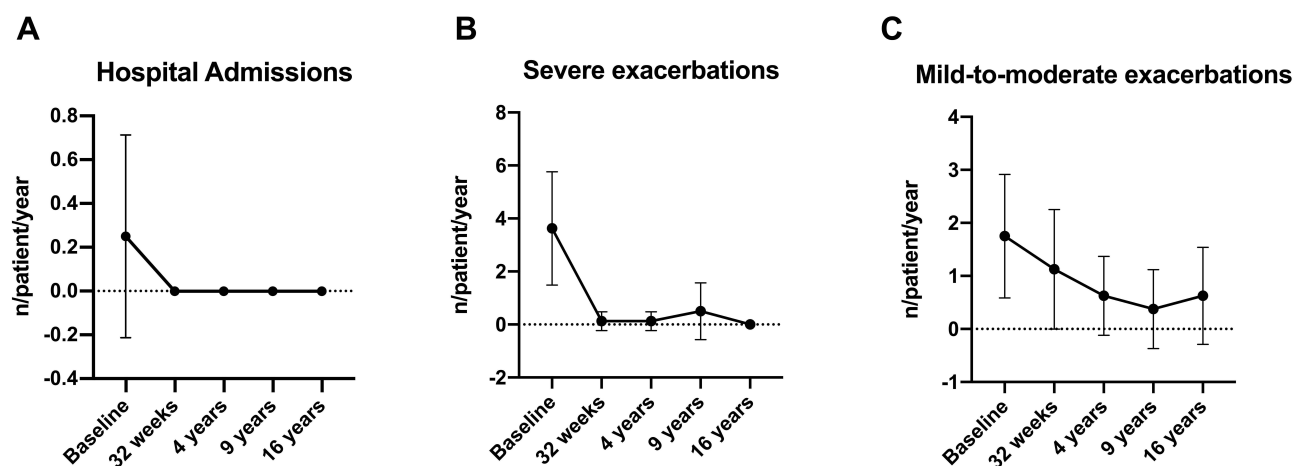 A
Hospital Admissions
n/patient/year
0.8
0.6
0.4
0.2
0.0
-0.2
-0.4
Baseline
32 weeks
4 years
9 years
16 years
B
Severe exacerbations
n/patient/year
8
6
4
2
0
-2
Baseline
32 weeks
4 years
9 years
16 years
C
Mild-to-moderate exacerbations
n/patient/year
4
3
2
1
0
-1
Baseline
32 weeks
4 years
9 years
16 years